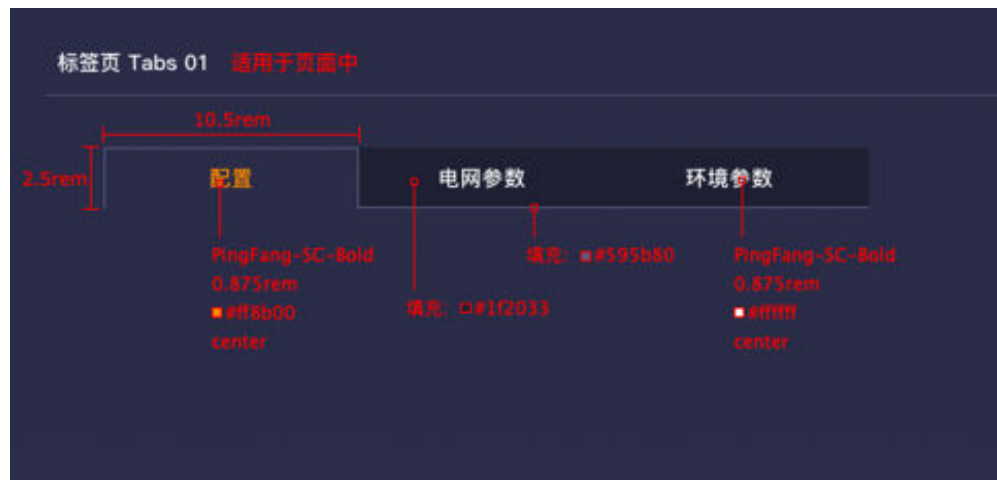 标签页 Tabs 01 适用于页面中
10.5rem
2.5rem
配置 电网参数 环境参数
PingFang-SC-Bold
0.875rem
#ff8b00
center
填充: #1f2033
填充: #595b80
PingFang-SC-Bold
0.875rem
#ffffff
center